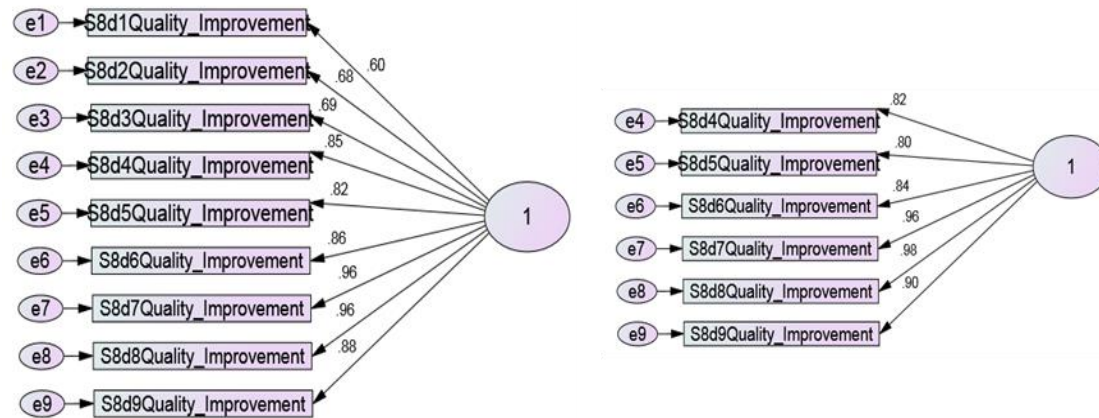 e1 S8d1Quality_Improvement
.60
e2 S8d2Quality_Improvement
.68
e3 S8d3Quality_Improvement
.69
e4 S8d4Quality_Improvement
.85
e5 S8d5Quality_Improvement
.82
1
e6 S8d6Quality_Improvement
.86
e7 S8d7Quality_Improvement
.96
e8 S8d8Quality_Improvement
.96
e9 S8d9Quality_Improvement
.88
e4 S8d4Quality_Improvement
.82
e5 S8d5Quality_Improvement
.80
1
e6 S8d6Quality_Improvement
.84
e7 S8d7Quality_Improvement
.96
e8 S8d8Quality_Improvement
.98
e9 S8d9Quality_Improvement
.90